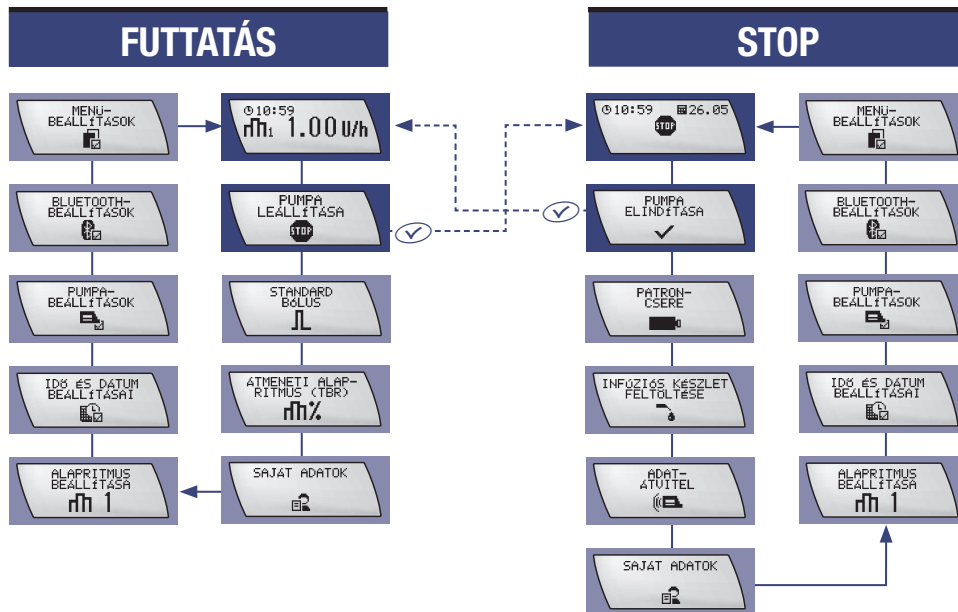 FUTTATÁS
MENÜ-
BEÁLLÍTÁSOK
BLUETOOTH-
BEÁLLÍTÁSOK
PUMPA-
BEÁLLÍTÁSOK
IDŐ ÉS DÁTUM
BEÁLLÍTÁSAI
ALAPRITMUS
BEÁLLÍTÁSA
1
10:59
1 1.00 U/h
PUMPA
LEÁLLÍTÁSA
STOP
STANDARD
BÓLUS
ÁTMENETI ALAP-
RITMUS (TBR)
%
SAJÁT ADATOK
STOP
10:59 26.05
STOP
PUMPA
ELINDÍTÁSA
PATRON-
CSERE
INFÚZIÓS KÉSZLET
FELTÖLTÉSE
ADAT-
ÁTVITEL
SAJÁT ADATOK
MENÜ-
BEÁLLÍTÁSOK
BLUETOOTH-
BEÁLLÍTÁSOK
PUMPA-
BEÁLLÍTÁSOK
IDŐ ÉS DÁTUM
BEÁLLÍTÁSAI
ALAPRITMUS
BEÁLLÍTÁSA
1